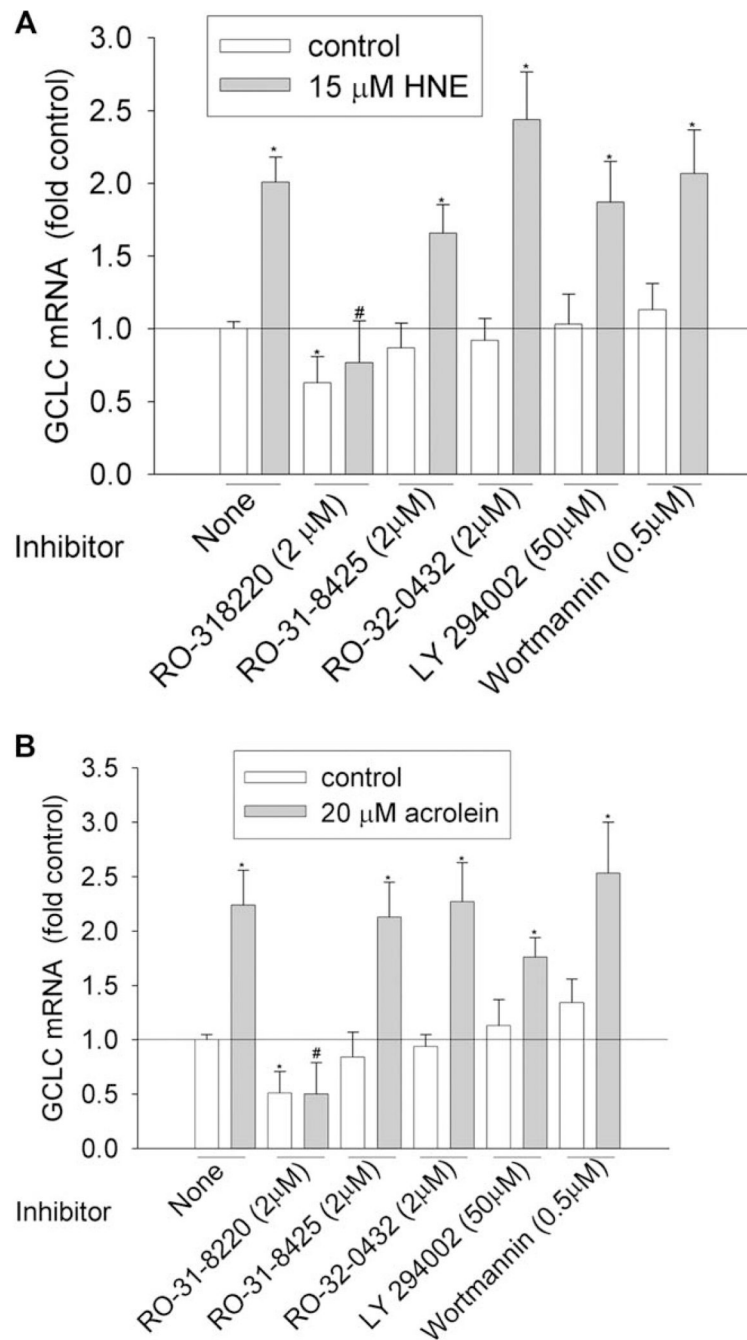 A
control
15 μM HNE
GCLC mRNA (fold control)
3.0
2.5
2.0
1.5
1.0
0.5
0.0
*
*
#
*
*
*
*
Inhibitor
None
RO-318220 (2 μM)
RO-31-8425 (2μM)
RO-32-0432 (2μM)
LY 294002 (50μM)
Wortmannin (0.5μM)
B
control
20 μM acrolein
GCLC mRNA (fold control)
3.5
3.0
2.5
2.0
1.5
1.0
0.5
0.0
*
*
#
*
*
*
*
Inhibitor
None
RO-31-8220 (2μM)
RO-31-8425 (2μM)
RO-32-0432 (2μM)
LY 294002 (50μM)
Wortmannin (0.5μM)